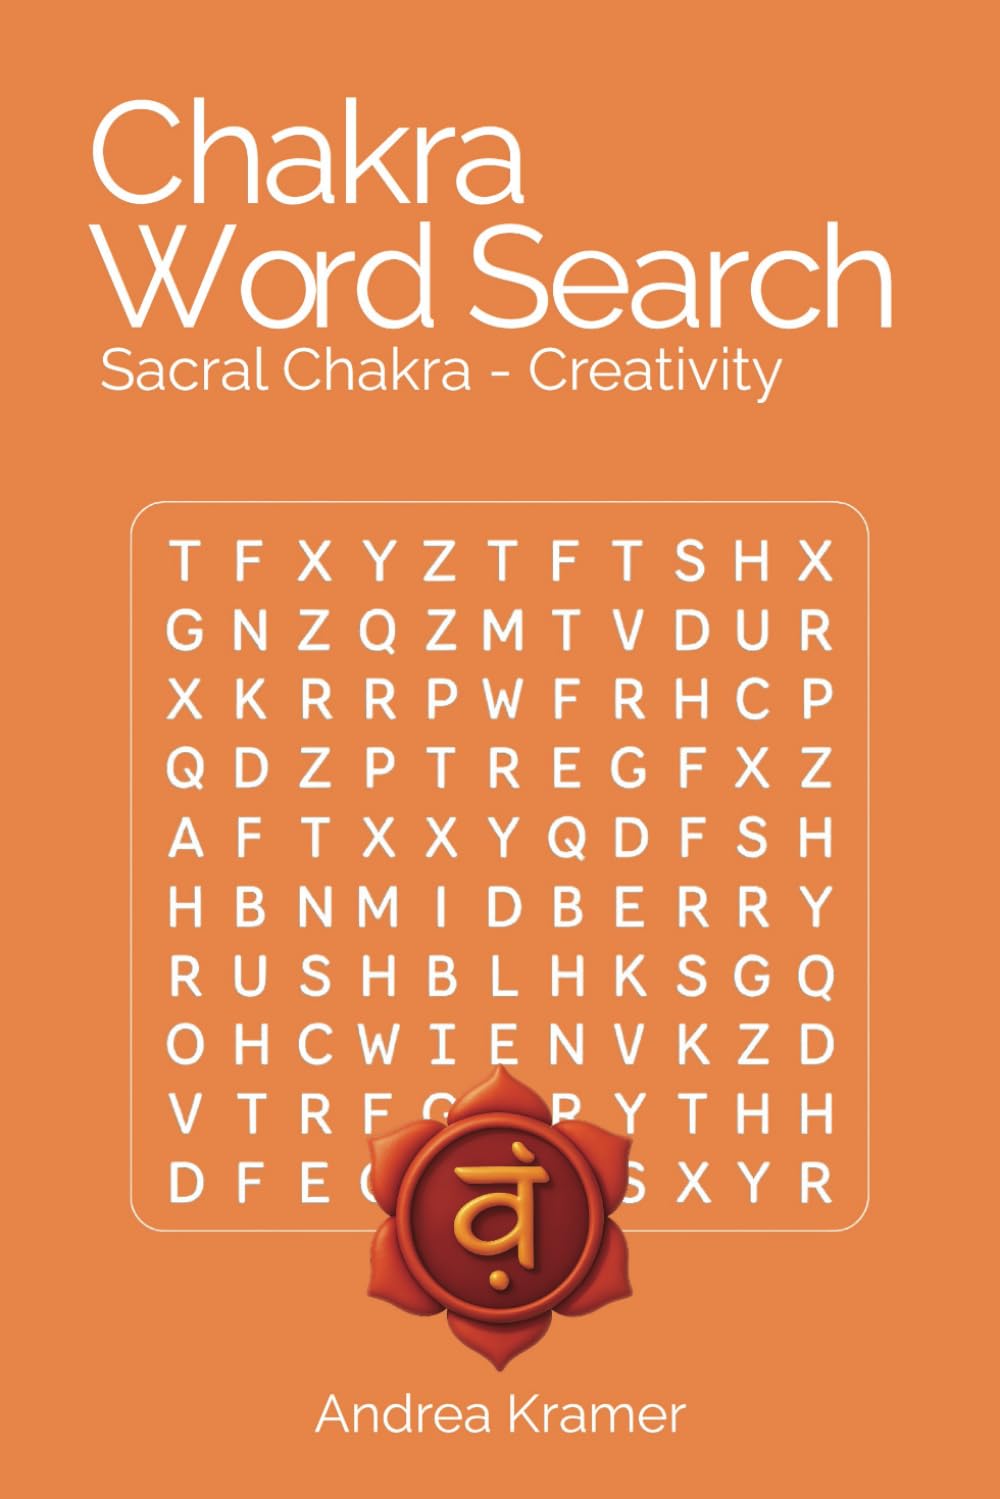 Chakra
Word Search
Sacral Chakra - Creativity
T F X Y Z T F T S H X
G N Z Q Z M T V D U R
X K R R P W F R H C P
Q D Z P T R E G F X Z
A F T X X Y Q D F S H
H B N M I D B E R R Y
R U S H B L H K S G Q
O H C W I E N V K Z D
V T R F G R Y T H H
D F E S X Y R
वं
Andrea Kramer